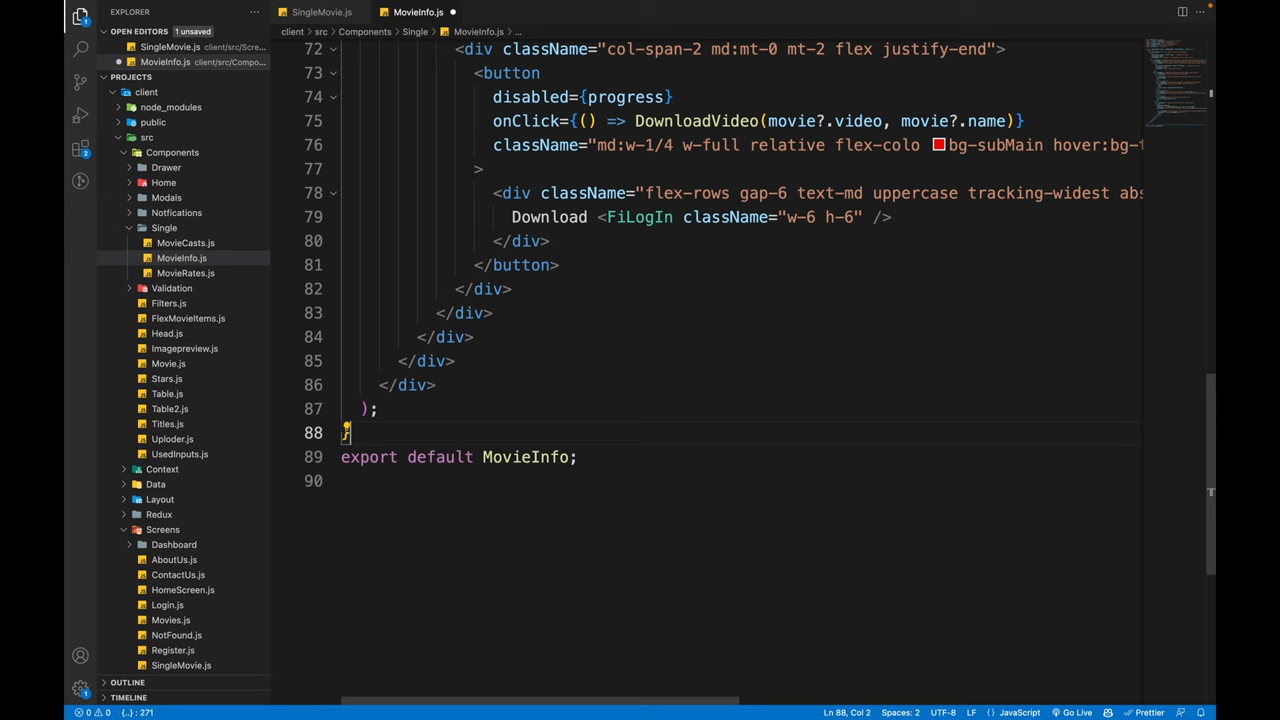 EXPLORER ...
OPEN EDITORS 1 unsaved
SingleMovie.js client/src/Scre...
MovieInfo.js client/src/Compo...
PROJECTS
client
node_modules
public
src
Components
Drawer
Home
Modals
Notfications
Single
MovieCasts.js
MovieInfo.js
MovieRates.js
Validation
Filters.js
FlexMovieItems.js
Head.js
Imagepreview.js
Movie.js
Stars.js
Table.js
Table2.js
Titles.js
Uploder.js
UsedInputs.js
Context
Data
Layout
Redux
Screens
Dashboard
AboutUs.js
ContactUs.js
HomeScreen.js
Login.js
Movies.js
NotFound.js
Register.js
SingleMovie.js
OUTLINE
TIMELINE
1
2
1
SingleMovie.js MovieInfo.js
client > src > Components > Single > MovieInfo.js > ...
72 <div className="col-span-2 md:mt-0 mt-2 flex justify-end">
73 <button
74 disabled={progress}
75 onClick={() => DownloadVideo(movie?.video, movie?.name)}
76 className="md:w-1/4 w-full relative flex-colo bg-subMain hover:bg-t
77 >
78 <div className="flex-rows gap-6 text-md uppercase tracking-widest abs
79 Download <FiLogIn className="w-6 h-6" />
80 </div>
81 </button>
82 </div>
83 </div>
84 </div>
85 </div>
86 </div>
87 );
88 }
89 export default MovieInfo;
90
0 0 {..} : 271 Ln 88, Col 2 Spaces: 2 UTF-8 LF {} JavaScript Go Live Prettier